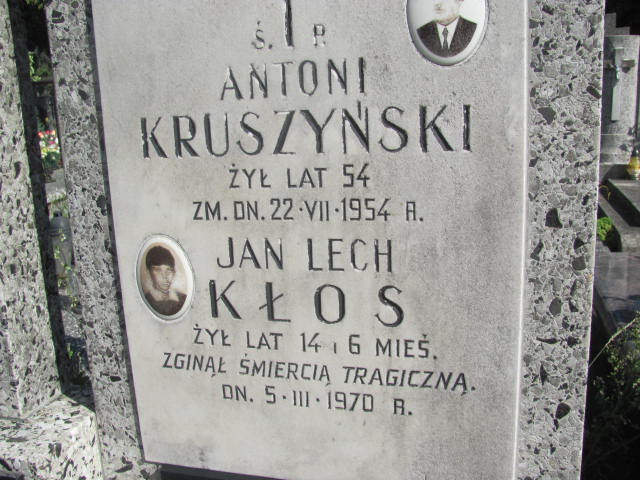 Ś. P.
ANTONI
KRUSZYŃSKI
ŻYŁ LAT 54
ZM. DN. 22·VII·1954 R.
JAN LECH
KŁOS
ŻYŁ LAT 14 i 6 MIEŚ.
ZGINĄŁ ŚMIERCIĄ TRAGICZNĄ.
DN. 5·III·1970 R.